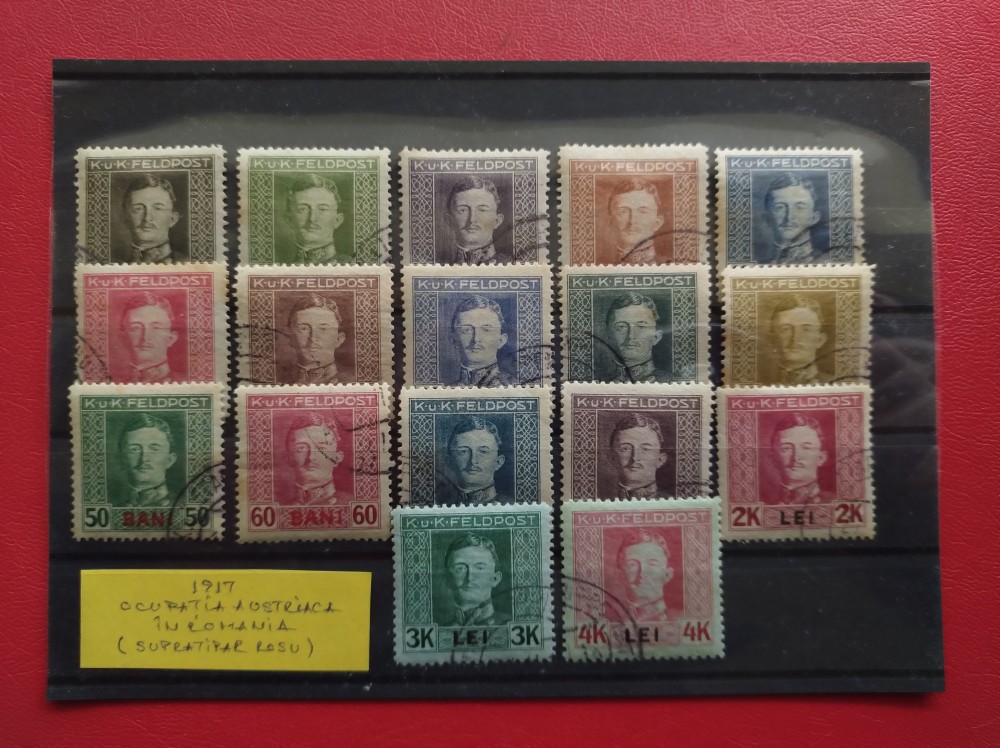 K.u.K.FELDPOST K.u.K.FELDPOST K.u.K.FELDPOST K.u.K.FELDPOST K.u.K.FELDPOST
K.u.K.FELDPOST K.u.K.FELDPOST K.u.K.FELDPOST K.u.K.FELDPOST K.u.K.FELDPOST
K.u.K.FELDPOST K.u.K.FELDPOST K.u.K.FELDPOST K.u.K.FELDPOST K.u.K.FELDPOST
50 BANI 50 60 BANI 60 2K LEI 2K
K.u.K.FELDPOST K.u.K.FELDPOST
3K LEI 3K 4K LEI 4K
1917
OCUPAȚIA AUSTRIACA
ÎN ROMANIA
(SUPRATIPAR ROSU)